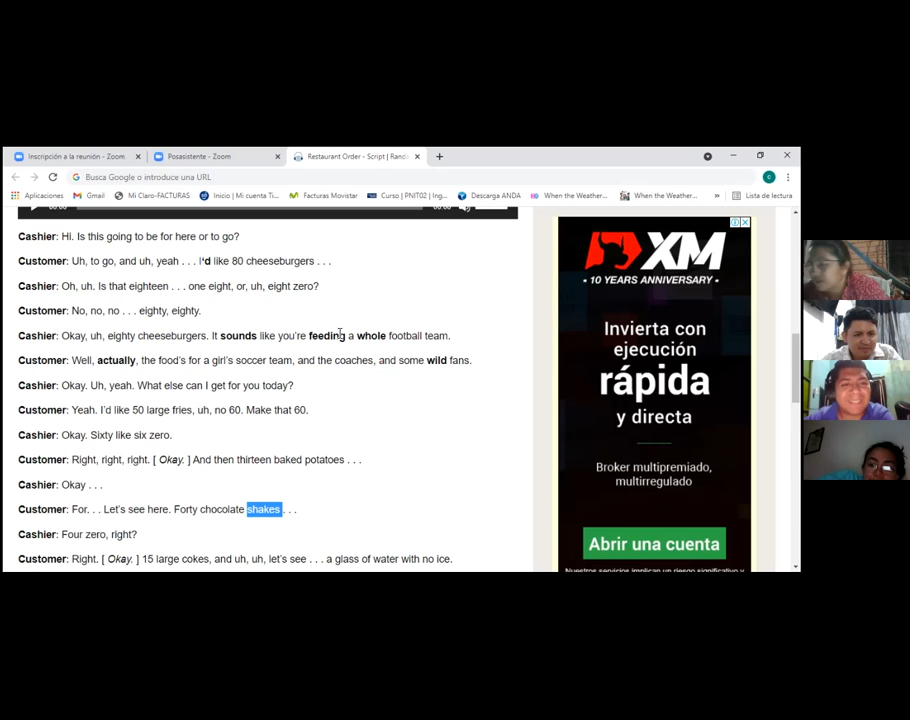 Inscripción a la reunión - Zoom
Posasistente - Zoom
Restaurant Order - Script | Rand
Busca Google o introduce una URL
Aplicaciones
Gmail
Mi Claro-FACTURAS
Inicio | Mi cuenta Ti...
Facturas Movistar
Curso | PNIT02 | Ing...
Descarga ANDA
When the Weather...
When the Weather...
»
Lista de lectura
Cashier: Hi. Is this going to be for here or to go?
Customer: Uh, to go, and uh, yeah . . . I'd like 80 cheeseburgers . . .
Cashier: Oh, uh. Is that eighteen . . . one eight, or, uh, eight zero?
Customer: No, no, no . . . eighty, eighty.
Cashier: Okay, uh, eighty cheeseburgers. It sounds like you're feeding a whole football team.
Customer: Well, actually, the food's for a girl's soccer team, and the coaches, and some wild fans.
Cashier: Okay. Uh, yeah. What else can I get for you today?
Customer: Yeah. I'd like 50 large fries, uh, no 60. Make that 60.
Cashier: Okay. Sixty like six zero.
Customer: Right, right, right. [ Okay. ] And then thirteen baked potatoes . . .
Cashier: Okay . . .
Customer: For. . . Let's see here. Forty chocolate shakes . . .
Cashier: Four zero, right?
Customer: Right. [ Okay. ] 15 large cokes, and uh, uh, let's see . . . a glass of water with no ice.
XM
- 10 YEARS ANNIVERSARY -
Invierta con
ejecución
rápida
y directa
Broker multipremiado,
multirregulado
Abrir una cuenta
Nuestros servicios implican un riesgo significativo y